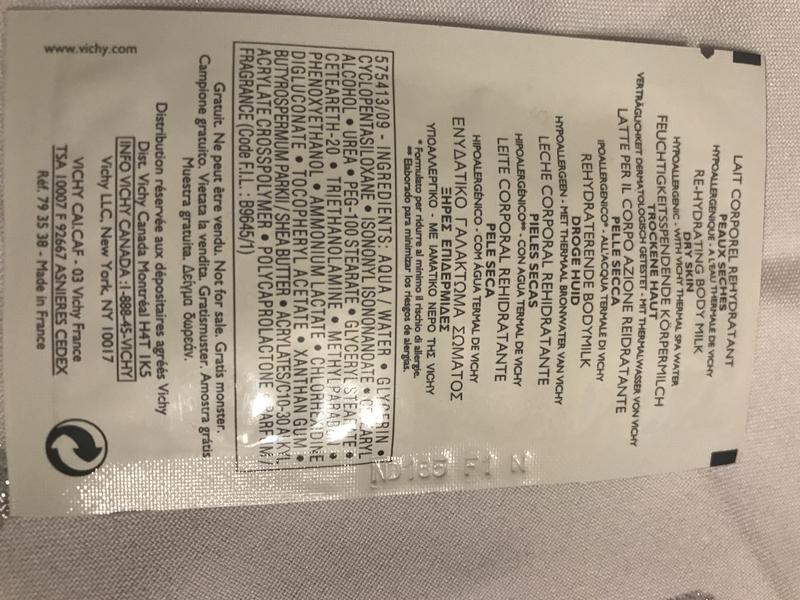 LAIT CORPOREL REHYDRATANT
PEAUX SECHES
HYPOALLERGÉNIQUE - A L'EAU THERMALE DE VICHY
RE-HYDRATING BODY MILK
DRY SKIN
HYPOALLERGENIC - WITH VICHY THERMAL SPA WATER
FEUCHTIGKEITSSPENDENDE KÖRPERMILCH
TROCKENE HAUT
VERTRÄGLICHKEIT DERMATOLOGISCH GETESTET - MIT THERMALWASSER VON VICHY
LATTE PER IL CORPO AZIONE REIDRATANTE
PELLE SECCA
IPOALLERGENICO* - ALL'ACQUA TERMALE DI VICHY
REHYDRATERENDE BODYMILK
DROGE HUID
HYPOALLERGEEN - MET THERMAAL BRONWATER VAN VICHY
LECHE CORPORAL REHIDRATANTE
PIELES SECAS
HIPOALERGÉNICO** - CON AGUA TERMAL DE VICHY
LEITE CORPORAL REHIDRATANTE
PELE SECA
HIPOALERGÉNICO - COM ÁGUA TERMAL DE VICHY
ΕΝΥΔΑΤΙΚΟ ΓΑΛΑΚΤΩΜΑ ΣΩΜΑΤΟΣ
ΞΗΡΕΣ ΕΠΙΔΕΡΜΙΔΕΣ
ΥΠΟΑΛΛΕΡΓΙΚΟ - ΜΕ ΙΑΜΑΤΙΚΟ ΝΕΡΟ ΤΗΣ VICHY
* Formulato per ridurre al minimo il rischio di allergie.
** Elaborado para minimizar los riesgos de alergias.
575413/09 - INGREDIENTS: AQUA / WATER • GLYCERIN •
CYCLOPENTASILOXANE • ISONONYL ISONONANOATE • CETEARYL
ALCOHOL • UREA • PEG-100 STEARATE • GLYCERYL STEARATE •
CETEARETH-20 • TRIETHANOLAMINE • METHYLPARABEN •
PHENOXYETHANOL • AMMONIUM LACTATE • CHLORHEXIDINE
DIGLUCONATE • TOCOPHERYL ACETATE • XANTHAN GUM •
BUTYROSPERMUM PARKII / SHEA BUTTER • ACRYLATES/C10-30 ALKYL
ACRYLATE CROSSPOLYMER • POLYCAPROLACTONE • PARFUM /
FRAGRANCE (Code F.I.L. : B9645/1)
ND185 F1 N
Gratuit. Ne peut être vendu. Not for sale. Gratis monster.
Campione gratuito. Vietata la vendita. Gratismuster. Amostra grátis
Muestra gratuita. Δείγμα δωρεάν.
Distribution réservée aux dépositaires agréés Vichy
Dist. Vichy Canada Montréal H4T 1K5
INFO VICHY CANADA : 1-888-45-VICHY
Vichy LLC, New York, NY 10017
VICHY CAI,CAF - 03 Vichy France
TSA 10007 F 92667 ASNIERES CEDEX
Réf. 79 35 38 - Made in France
www.vichy.com